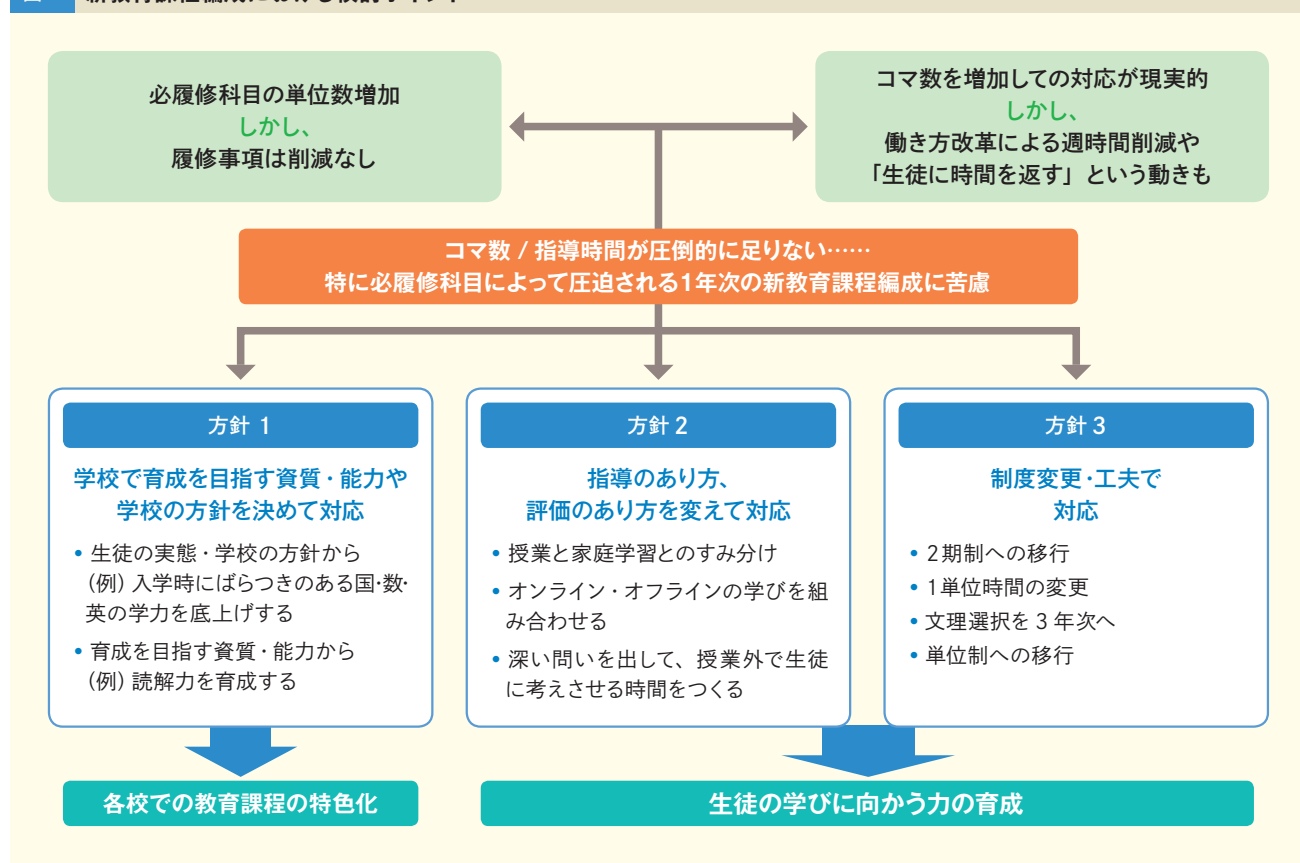 必履修科目の単位数増加
しかし、
履修事項は削減なし
コマ数を増加しての対応が現実的
しかし、
働き方改革による週時間削減や
「生徒に時間を返す」という動きも
コマ数 / 指導時間が圧倒的に足りない……
特に必履修科目によって圧迫される1年次の新教育課程編成に苦慮
方針 1
学校で育成を目指す資質・能力や
学校の方針を決めて対応
• 生徒の実態・学校の方針から
(例) 入学時にばらつきのある国・数・
英の学力を底上げする
• 育成を目指す資質・能力から
(例) 読解力を育成する
方針 2
指導のあり方、
評価のあり方を変えて対応
• 授業と家庭学習とのすみ分け
• オンライン・オフラインの学びを組
み合わせる
• 深い問いを出して、授業外で生徒
に考えさせる時間をつくる
方針 3
制度変更・工夫で
対応
• 2期制への移行
• 1単位時間の変更
• 文理選択を 3 年次へ
• 単位制への移行
各校での教育課程の特色化
生徒の学びに向かう力の育成